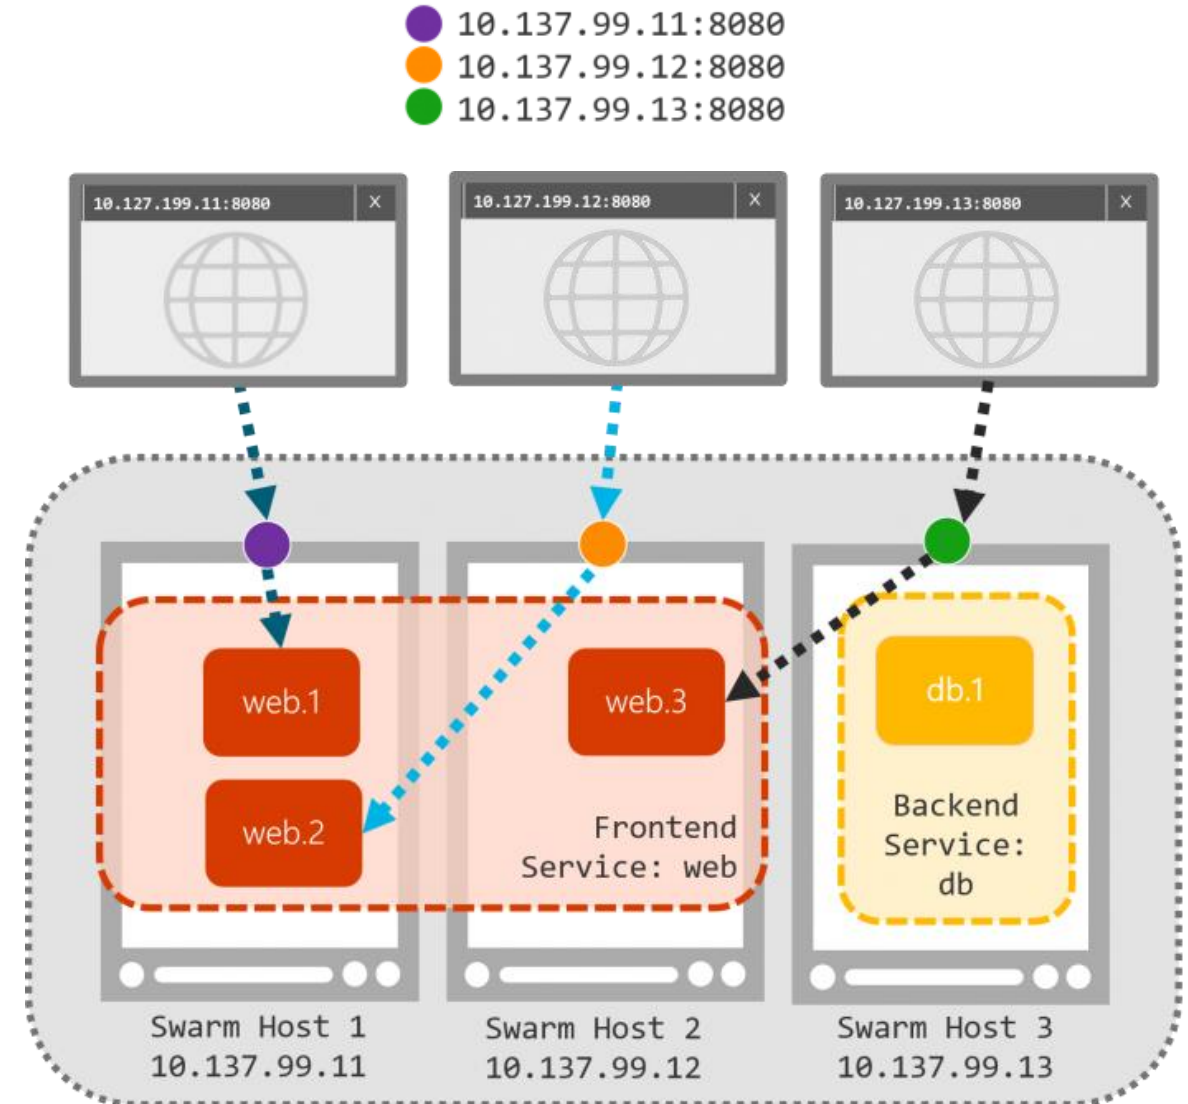 10.137.99.11:8080
10.137.99.12:8080
10.137.99.13:8080
10.127.199.11:8080 X
10.127.199.12:8080 X
10.127.199.13:8080 X
web.1
web.2
web.3
Frontend
Service: web
db.1
Backend
Service:
db
Swarm Host 1
10.137.99.11
Swarm Host 2
10.137.99.12
Swarm Host 3
10.137.99.13